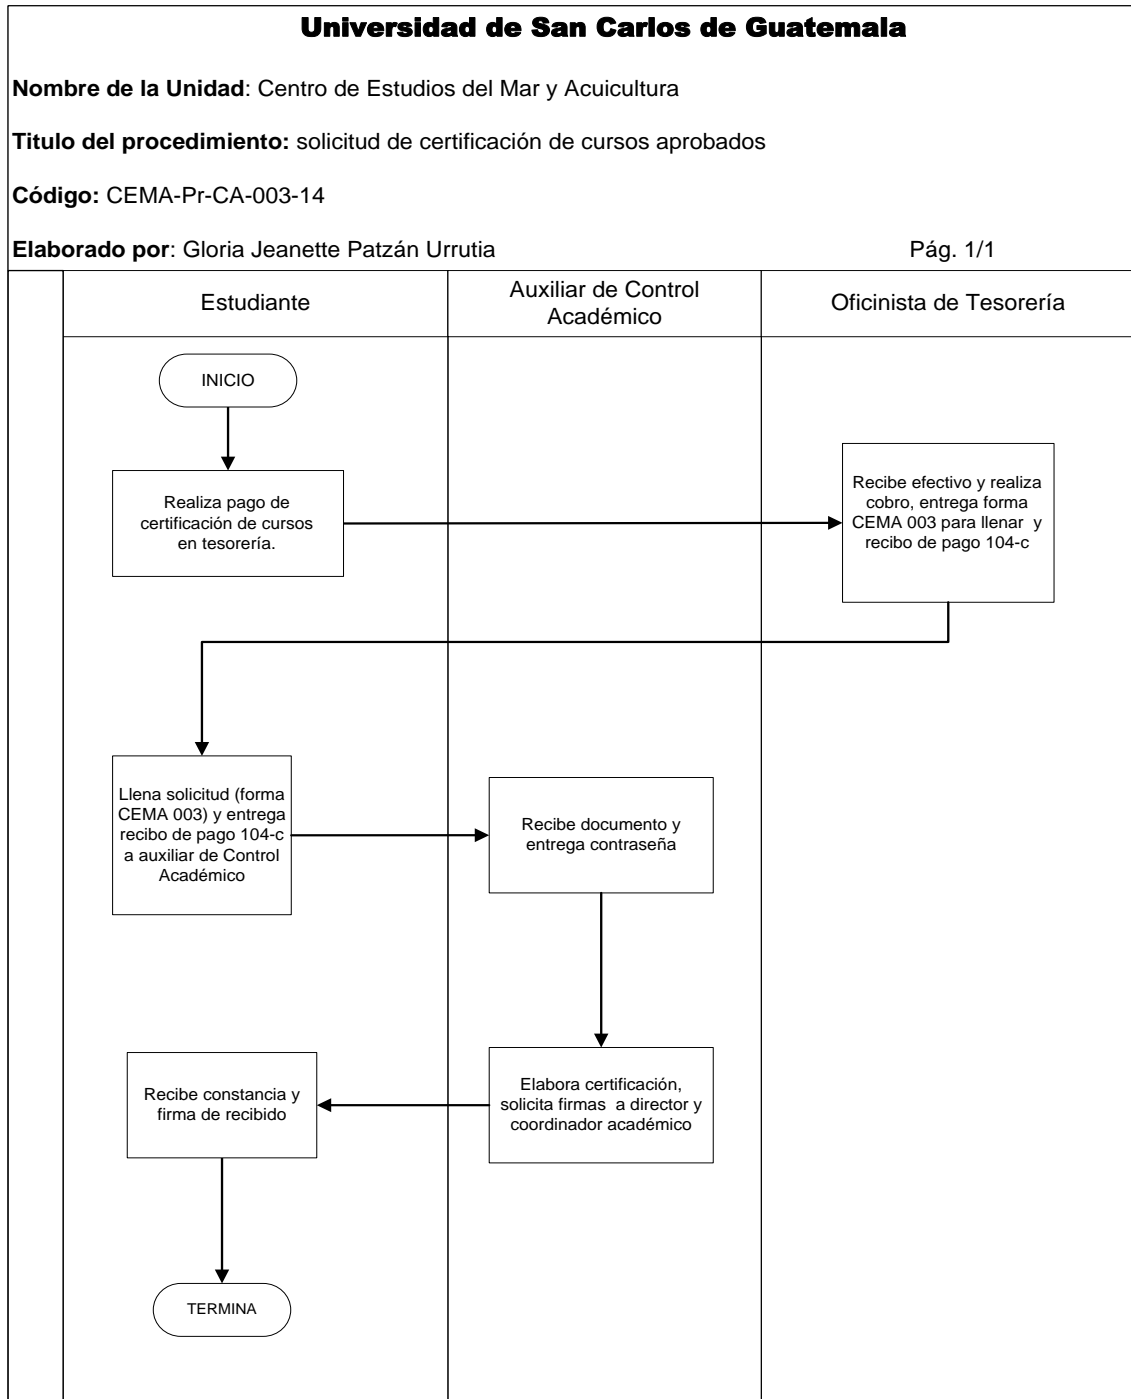 Universidad de San Carlos de Guatemala
Nombre de la Unidad: Centro de Estudios del Mar y Acuicultura
Titulo del procedimiento: solicitud de certificación de cursos aprobados
Código: CEMA-Pr-CA-003-14
Elaborado por: Gloria Jeanette Patzán Urrutia Pág. 1/1
Estudiante
Auxiliar de Control
Académico
Oficinista de Tesorería
INICIO
Realiza pago de
certificación de cursos
en tesorería.
Recibe efectivo y realiza
cobro, entrega forma
CEMA 003 para llenar y
recibo de pago 104-c
Llena solicitud (forma
CEMA 003) y entrega
recibo de pago 104-c
a auxiliar de Control
Académico
Recibe documento y
entrega contraseña
Elabora certificación,
solicita firmas a director y
coordinador académico
Recibe constancia y
firma de recibido
TERMINA